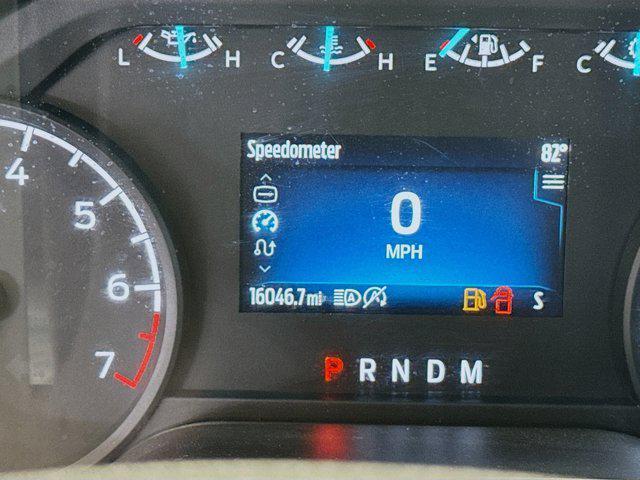 L H C H E F C
Speedometer 82°
4
5
0
MPH
6
16046.7 mi A S
7
P R N D M